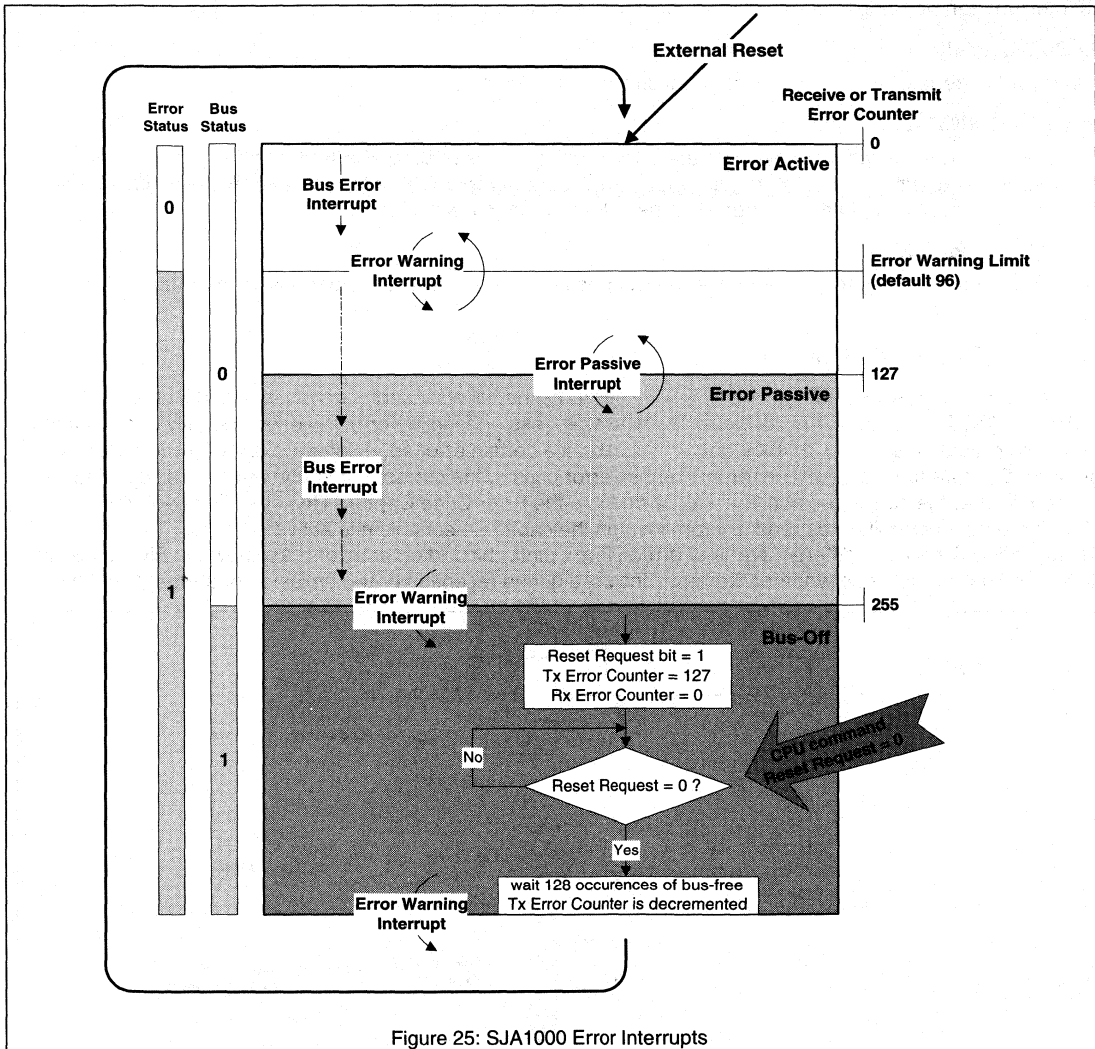 External Reset
Receive or Transmit
Error Counter
Error
Status
Bus
Status
0
Error Active
Bus Error
Interrupt
0
Error Warning
Interrupt
Error Warning Limit
(default 96)
Error Passive
Interrupt
0
127
Error Passive
Bus Error
Interrupt
1
Error Warning
Interrupt
255
Bus-Off
Reset Request bit = 1
Tx Error Counter = 127
Rx Error Counter = 0
CPU command
Reset Request = 0
No
1
Reset Request = 0 ?
Yes
wait 128 occurences of bus-free
Tx Error Counter is decremented
Error Warning
Interrupt
Figure 25: SJA1000 Error Interrupts